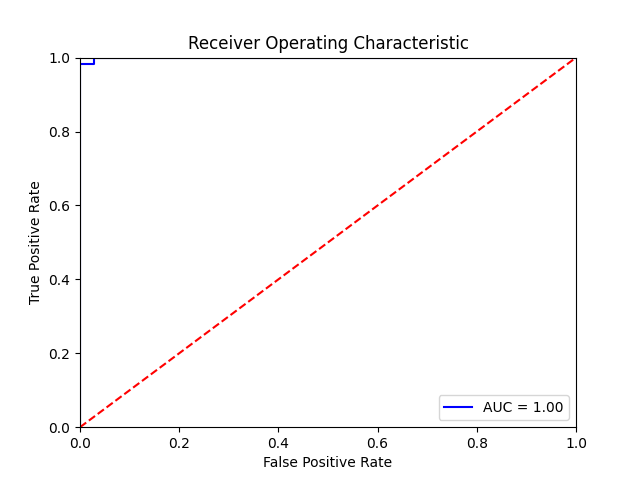 Receiver Operating Characteristic
1.0
0.8
0.6
0.4
0.2
0.0
True Positive Rate
AUC = 1.00
0.0 0.2 0.4 0.6 0.8 1.0
False Positive Rate